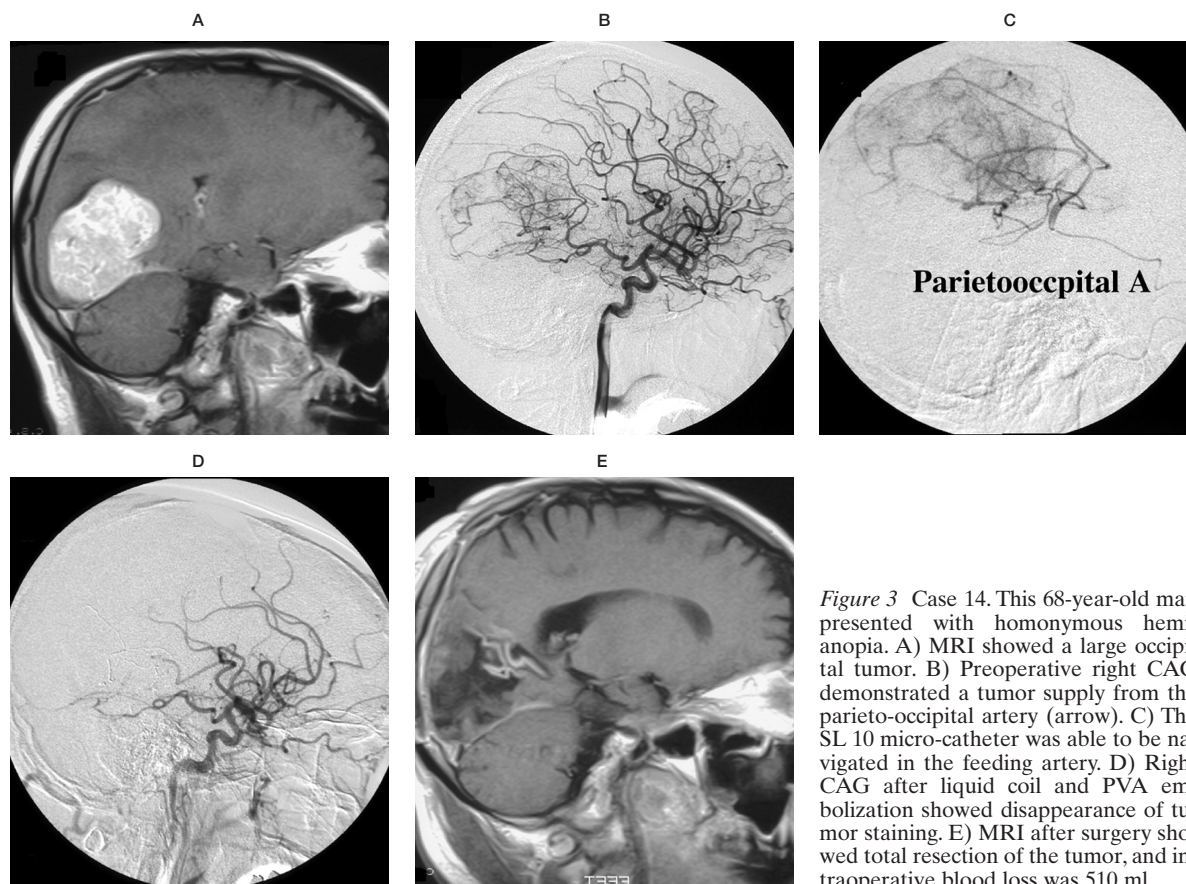 A
B
C
Parietooccpital A
D
E
T333
Figure 3 Case 14. This 68-year-old man
presented with homonymous hemi-
anopia. A) MRI showed a large occipi-
tal tumor. B) Preoperative right CAG
demonstrated a tumor supply from the
parieto-occipital artery (arrow). C) The
SL 10 micro-catheter was able to be na-
vigated in the feeding artery. D) Right
CAG after liquid coil and PVA em-
bolization showed disappearance of tu-
mor staining. E) MRI after surgery sho-
wed total resection of the tumor, and in-
traoperative blood loss was 510 ml.